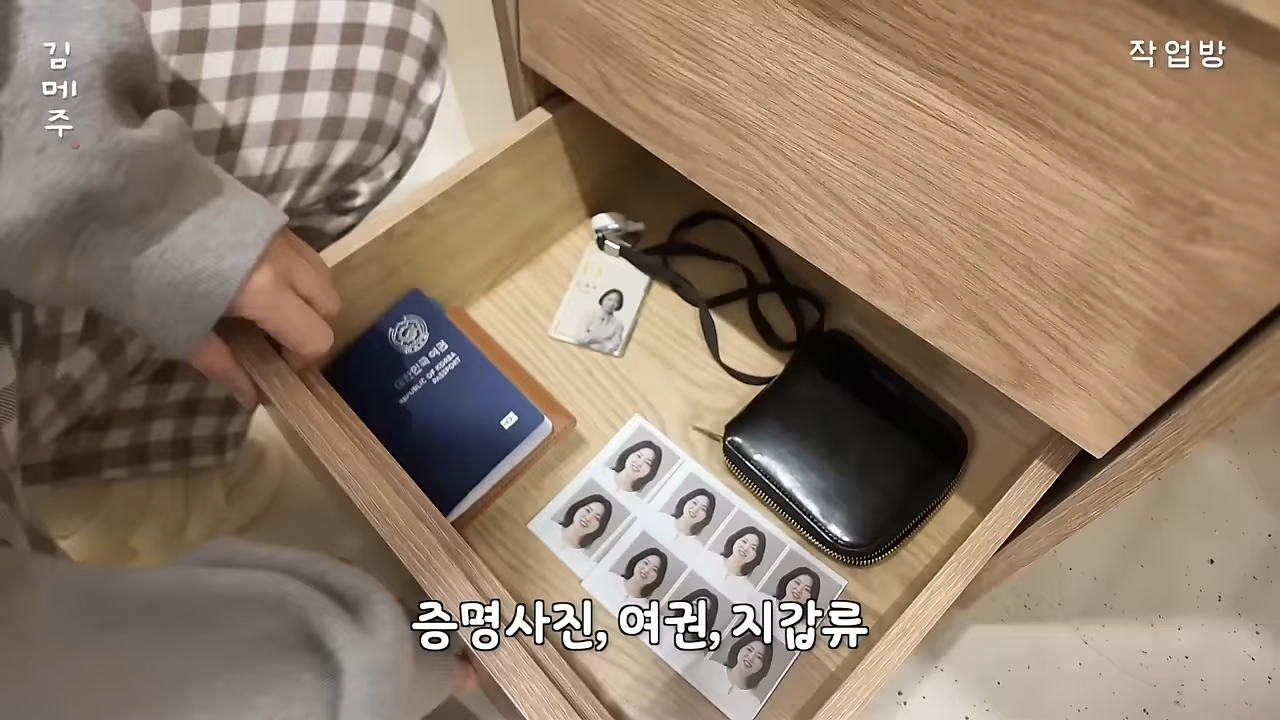 김
메
주
작업방
대한민국 여권
REPUBLIC OF KOREA
PASSPORT
증명사진, 여권, 지갑류